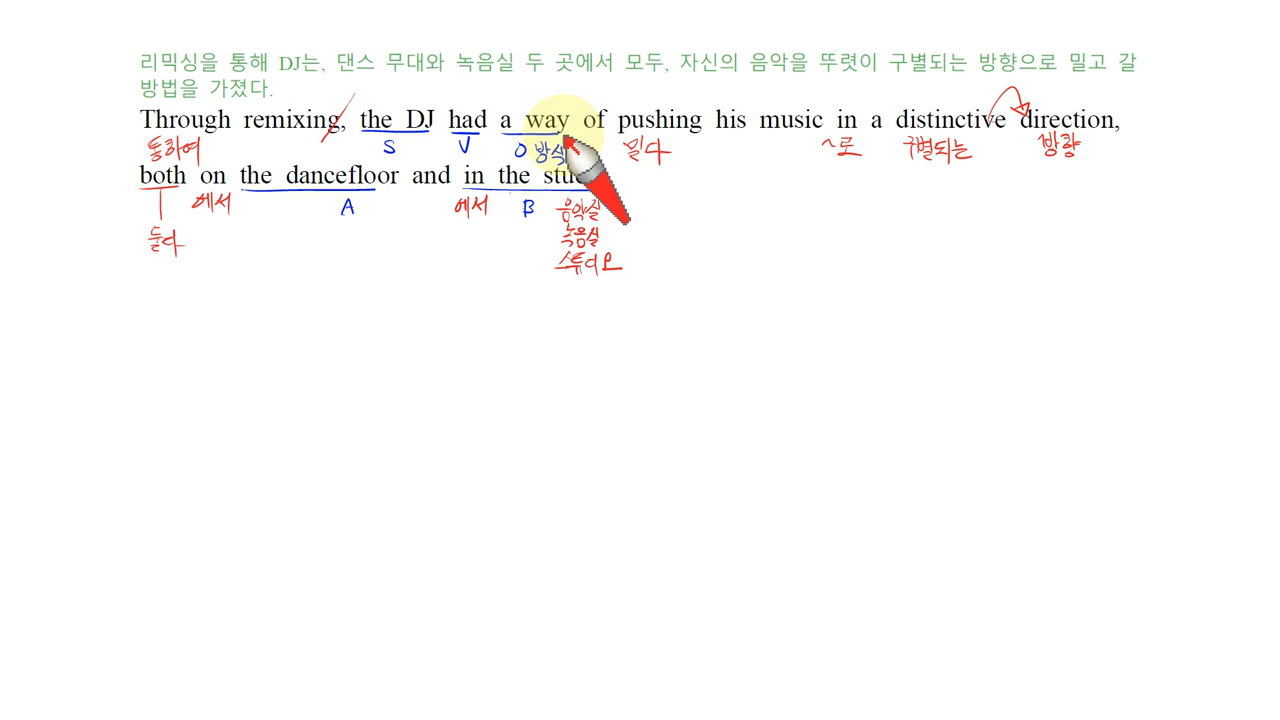 리믹싱을 통해 DJ는, 댄스 무대와 녹음실 두 곳에서 모두, 자신의 음악을 뚜렷이 구별되는 방향으로 밀고 갈
방법을 가졌다.
Through remixing, the DJ had a way of pushing his music in a distinctive direction,
통하여 S V O 방식 밀다 ~로 구별되는 방향
both on the dancefloor and in the
에서 A 에서 B 음악실
둘다 녹음실
스튜디오